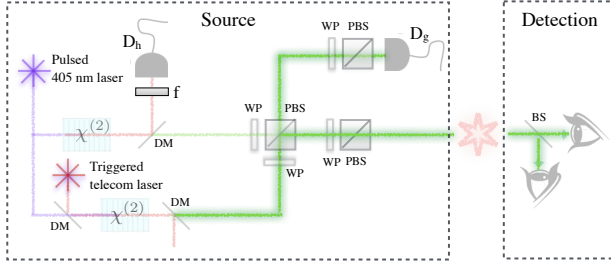 Source
Detection
D_h
WP PBS
D_g
Pulsed
405 nm laser
f
WP
PBS
BS
χ^(2)
DM
WP PBS
Triggered
telecom laser
WP
DM
χ^(2)
DM